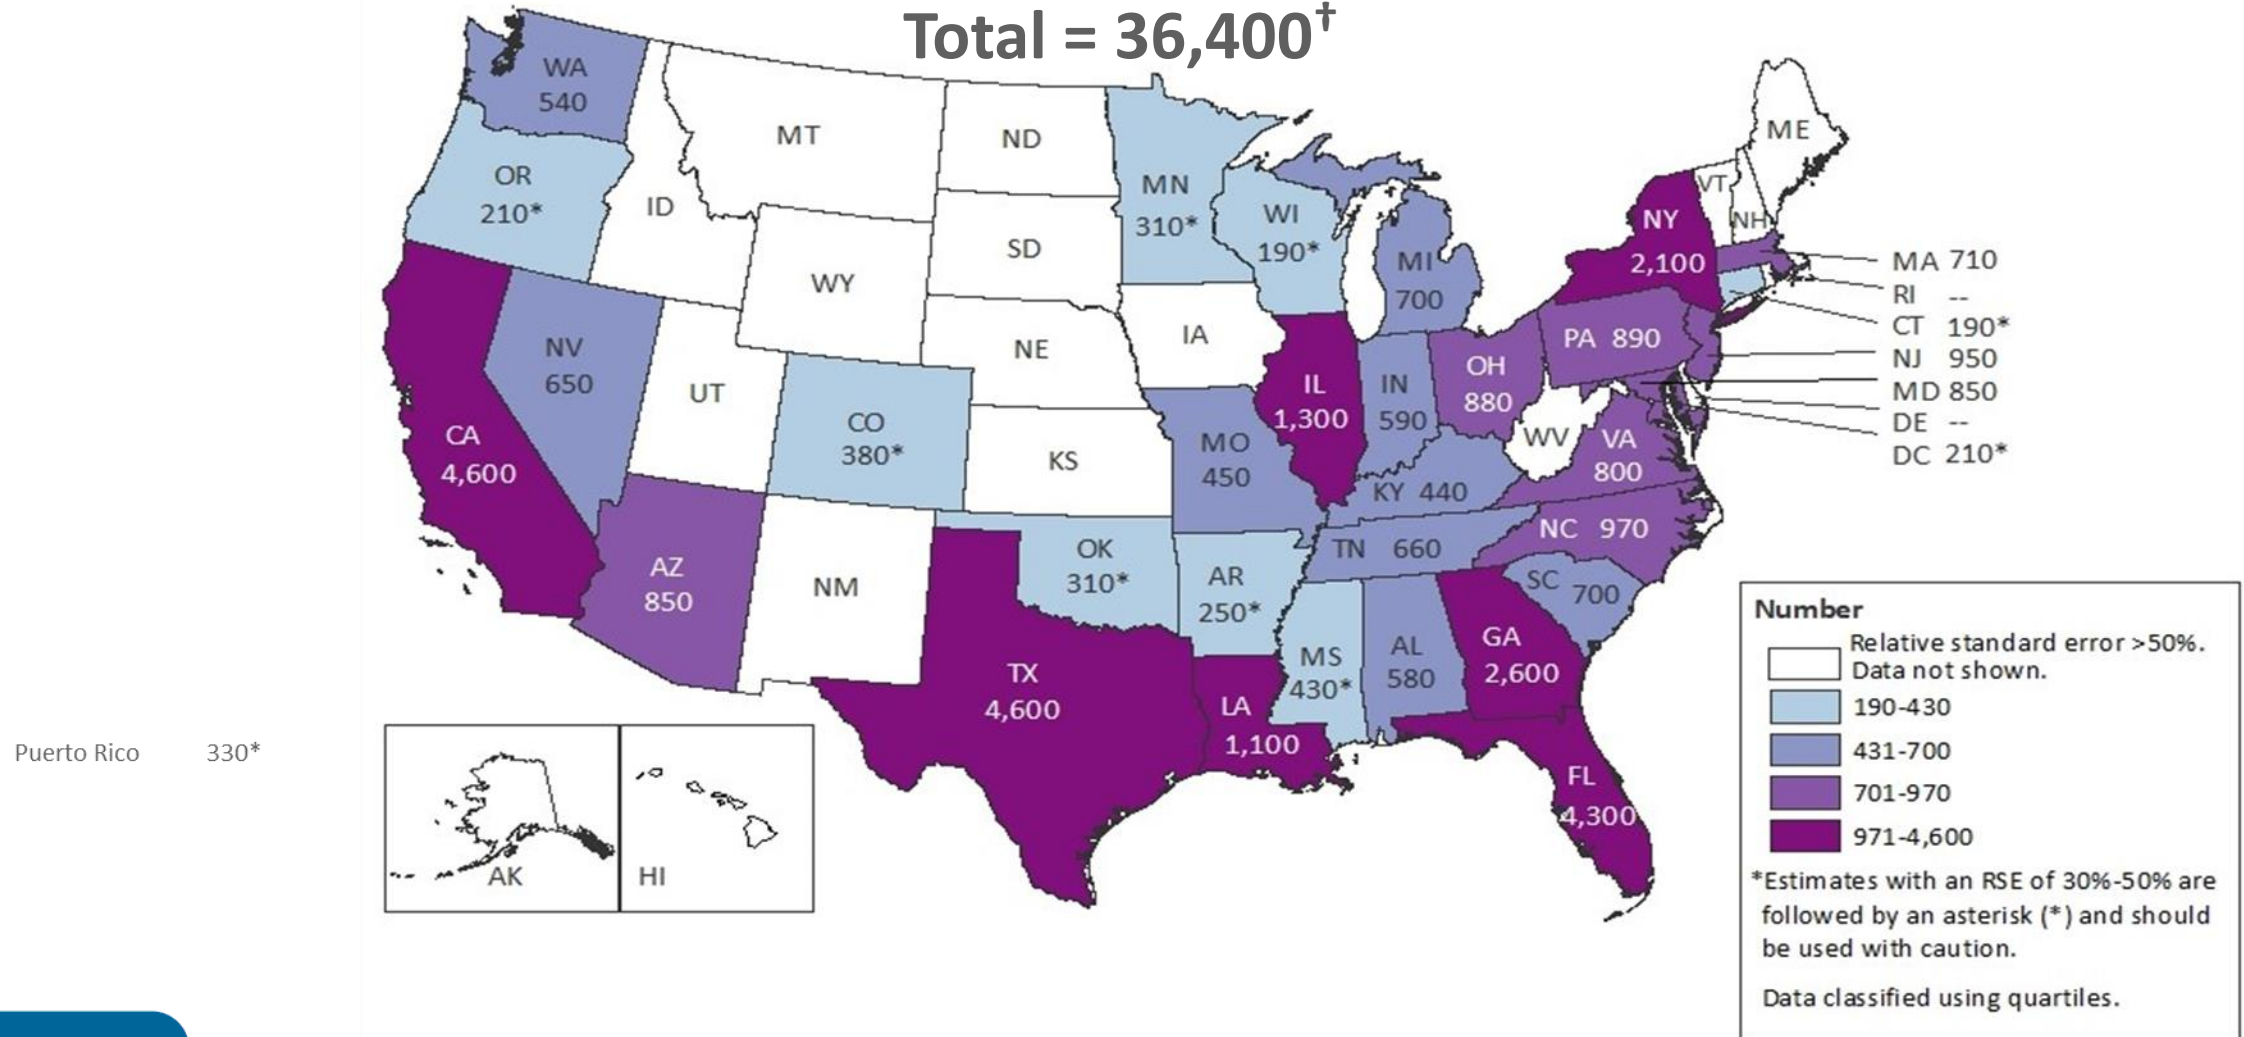 Total = 36,400†
WA
540
OR
210*
CA
4,600
NV
650
ID
MT
WY
UT
AZ
850
CO
380*
NM
ND
SD
NE
KS
OK
310*
TX
4,600
MN
310*
IA
MO
450
AR
250*
LA
1,100
WI
190*
IL
1,300
MI
700
IN
590
OH
880
KY 440
TN 660
MS
430*
AL
580
GA
2,600
FL
4,300
SC 700
NC 970
VA
800
WV
PA 890
NY
2,100
VT
NH
ME
MA 710
RI --
CT 190*
NJ 950
MD 850
DE --
DC 210*
Puerto Rico 330*
AK
HI
Number
Relative standard error >50%.
Data not shown.
190-430
431-700
701-970
971-4,600
*Estimates with an RSE of 30%-50% are
followed by an asterisk (*) and should
be used with caution.
Data classified using quartiles.